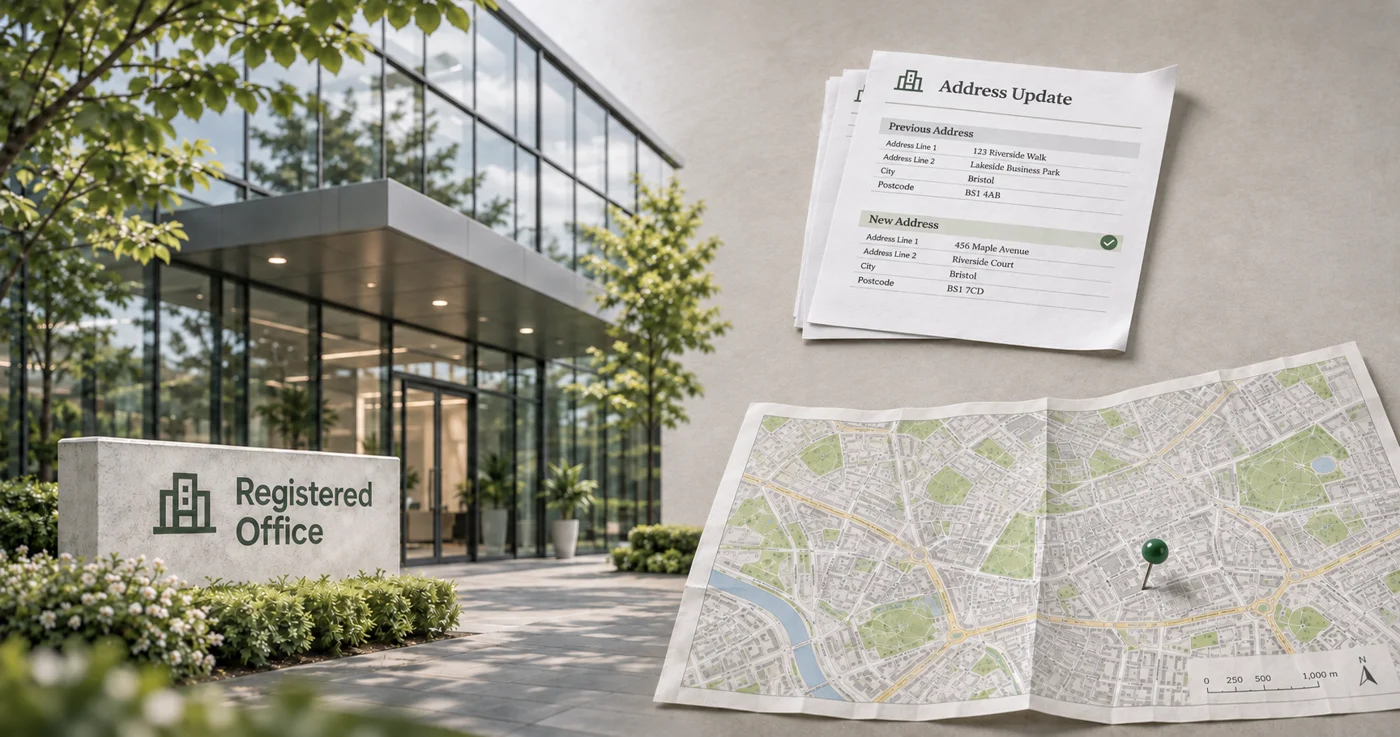 Registered
Office
Address Update
Previous Address
Address Line 1 123 Riverside Walk
Address Line 2 Lakeside Business Park
City Bristol
Postcode BS1 4AB
New Address
Address Line 1 456 Maple Avenue
Address Line 2 Riverside Court
City Bristol
Postcode BS1 7CD
N
0 250 500 1,000 m